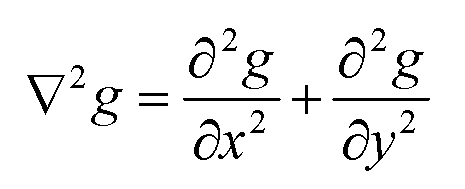 ∇²g = ∂²g/∂x² + ∂²g/∂y²